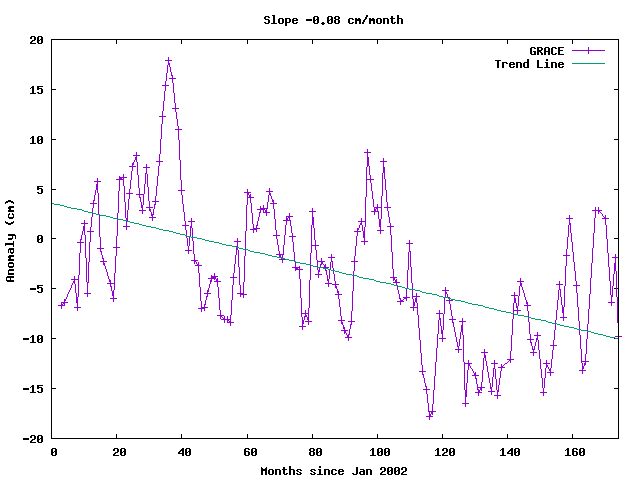 Slope -0.08 cm/month
GRACE
Trend Line
20
15
10
5
0
-5
-10
-15
-20
Anomaly (cm)
0 20 40 60 80 100 120 140 160
Months since Jan 2002